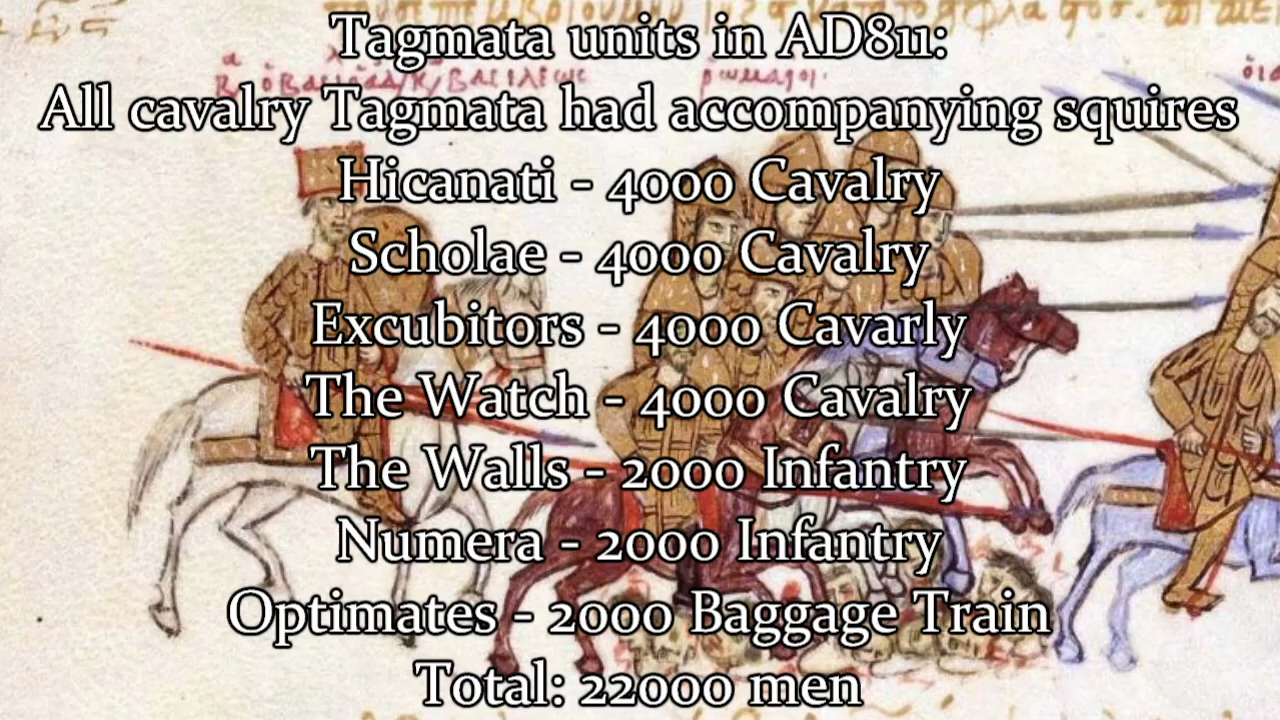 Tagmata units in AD811:
All cavalry Tagmata had accompanying squires
Hicanati - 4000 Cavalry
Scholae - 4000 Cavalry
Excubitors - 4000 Cavarly
The Watch - 4000 Cavalry
The Walls - 2000 Infantry
Numera - 2000 Infantry
Optimates - 2000 Baggage Train
Total: 22000 men